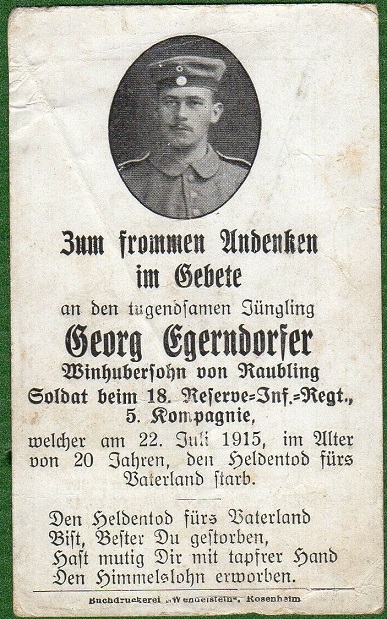 Zum frommen Andenken
im Gebete
an den tugendsamen Jüngling
Georg Egerndorfer
Winhubersohn von Raubling
Soldat beim 18. Reserve=Inf.=Regt.,
5. Kompagnie,
welcher am 22. Juli 1915, im Alter
von 20 Jahren, den Heldentod fürs
Vaterland starb.
Den Heldentod fürs Vaterland
Bist, Bester Du gestorben,
Hast mutig Dir mit tapfrer Hand
Den Himmelslohn erworben.
Buchdruckerei „Wendelstein“, Rosenheim